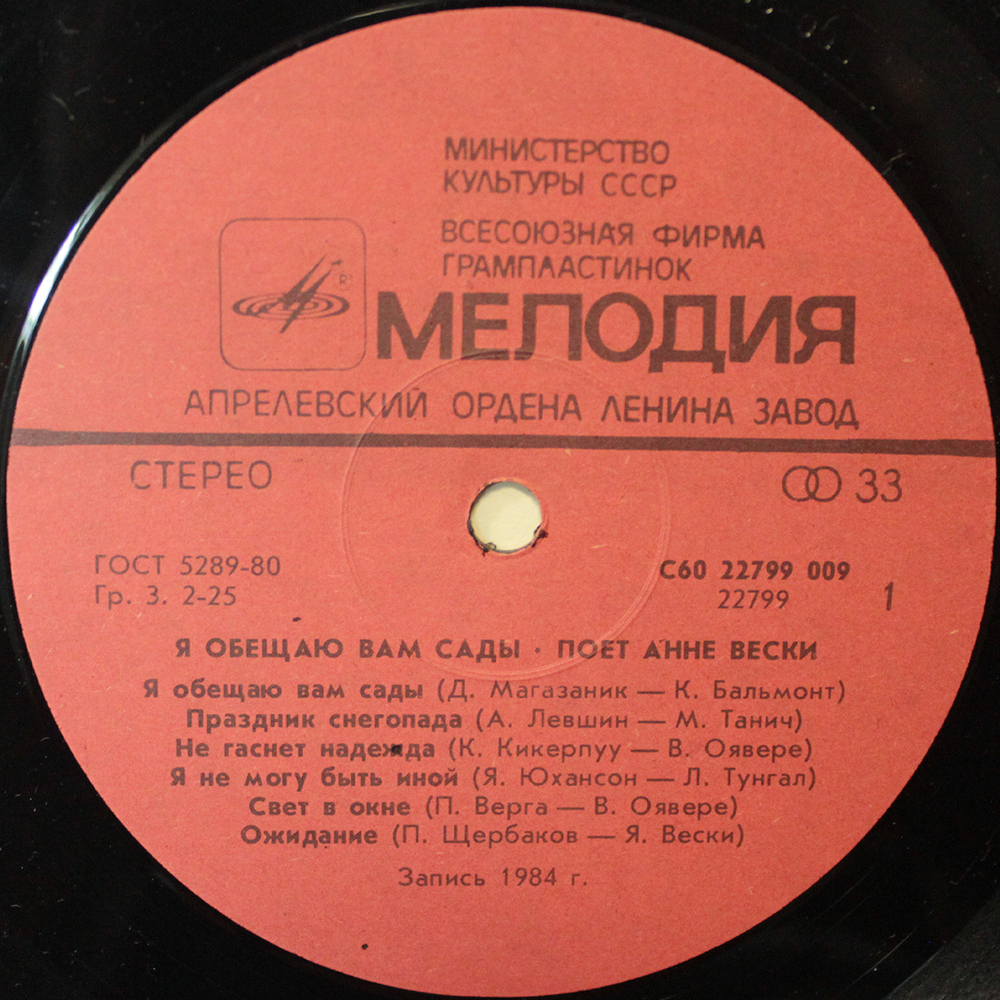 МИНИСТЕРСТВО
КУЛЬТУРЫ СССР
ВСЕСОЮЗНАЯ ФИРМА
ГРАМПЛАСТИНОК
®
МЕЛОДИЯ
АПРЕЛЕВСКИЙ ОРДЕНА ЛЕНИНА ЗАВОД
СТЕРЕО
33
ГОСТ 5289-80
Гр. 3. 2-25
С60 22799 009
22799
1
Я ОБЕЩАЮ ВАМ САДЫ · ПОЕТ АННЕ ВЕСКИ
Я обещаю вам сады (Д. Магазаник — К. Бальмонт)
Праздник снегопада (А. Левшин — М. Танич)
Не гаснет надежда (К. Кикерпуу — В. Оявере)
Я не могу быть иной (Я. Юхансон — Л. Тунгал)
Свет в окне (П. Верга — В. Оявере)
Ожидание (П. Щербаков — Я. Вески)
Запись 1984 г.